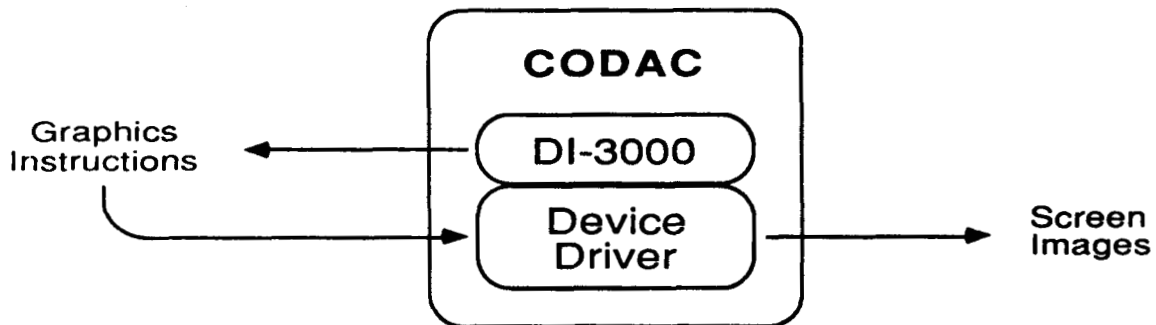 CODAC
Graphics
Instructions
DI-3000
Device
Driver
Screen
Images